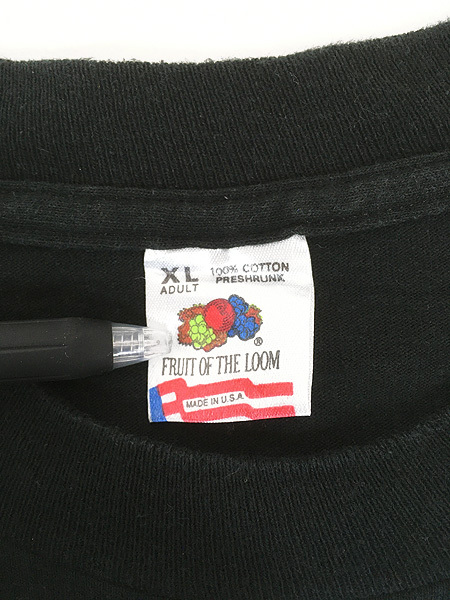 XL 100% COTTON
ADULT PRESHRUNK
®
FRUIT OF THE LOOM
MADE IN U.S.A.